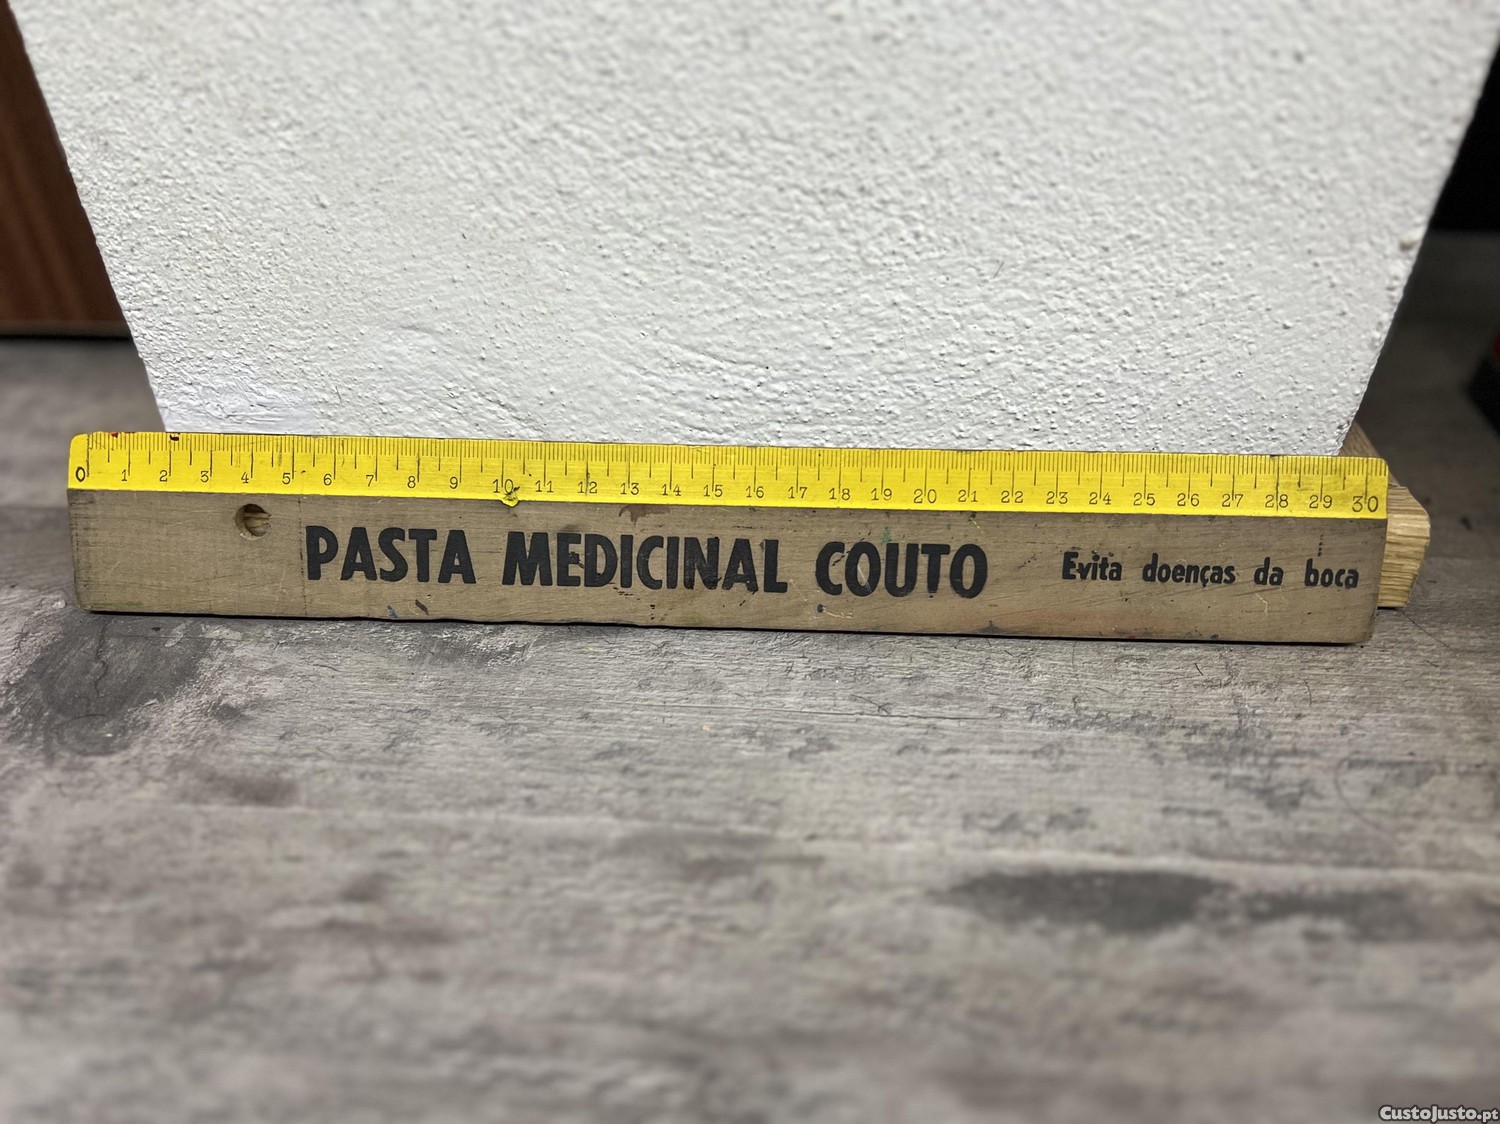 0 1 2 3 4 5 6 7 8 9 10 11 12 13 14 15 16 17 18 19 20 21 22 23 24 25 26 27 28 29 30
PASTA MEDICINAL COUTO Evita doenças da boca
CustoJusto.pt